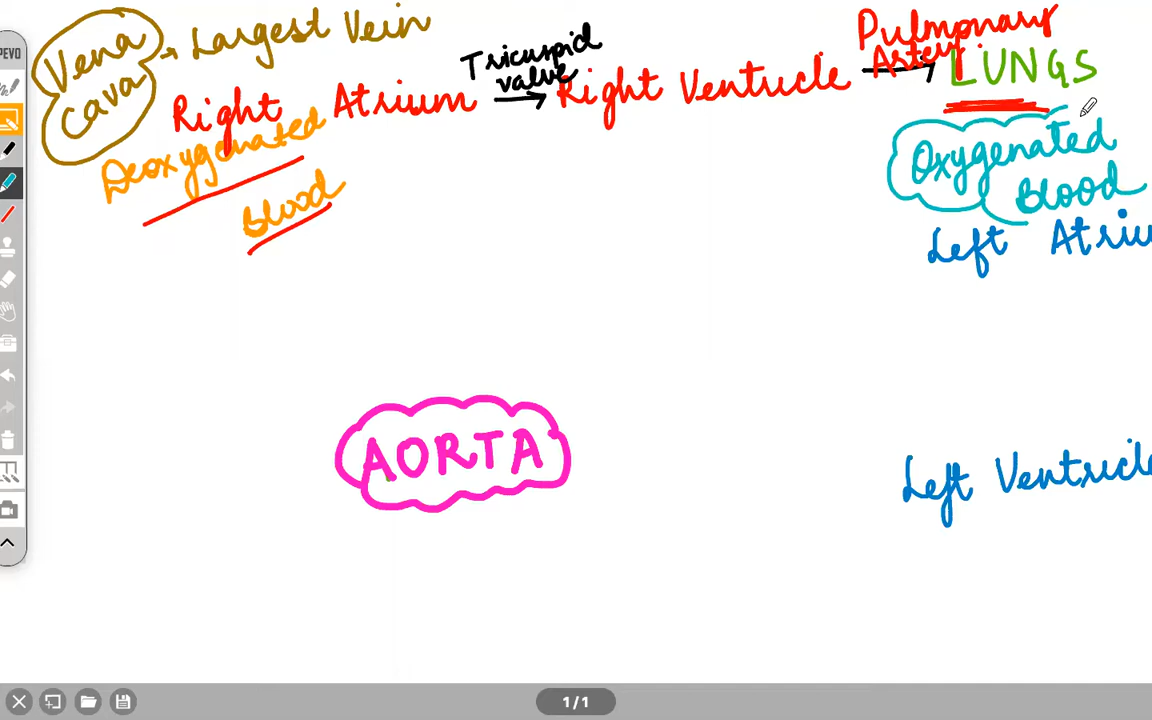 PEVO
Vena
Cava
→ Largest Vein
Right Atrium
Tricuspid
valve
→
Right Ventricle
Pulmonary
Artery
→
LUNGS
Deoxygenated
Blood
Oxygenated
Blood
Left Atriu
AORTA
Left Ventricle
1/1